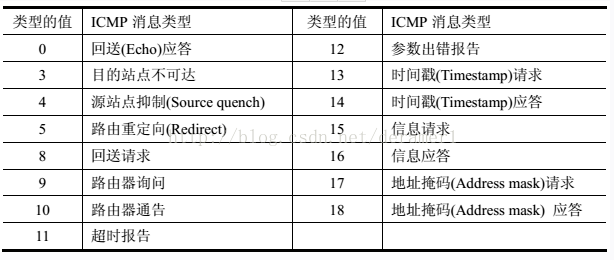 类型的值 ICMP 消息类型 类型的值 ICMP 消息类型
0 回送(Echo)应答 12 参数出错报告
3 目的站点不可达 13 时间戳(Timestamp)请求
4 源站点抑制(Source quench) 14 时间戳(Timestamp)应答
5 路由重定向(Redirect) 15 信息请求
8 回送请求 16 信息应答
9 路由器询问 17 地址掩码(Address mask)请求
10 路由器通告 18 地址掩码(Address mask) 应答
11 超时报告